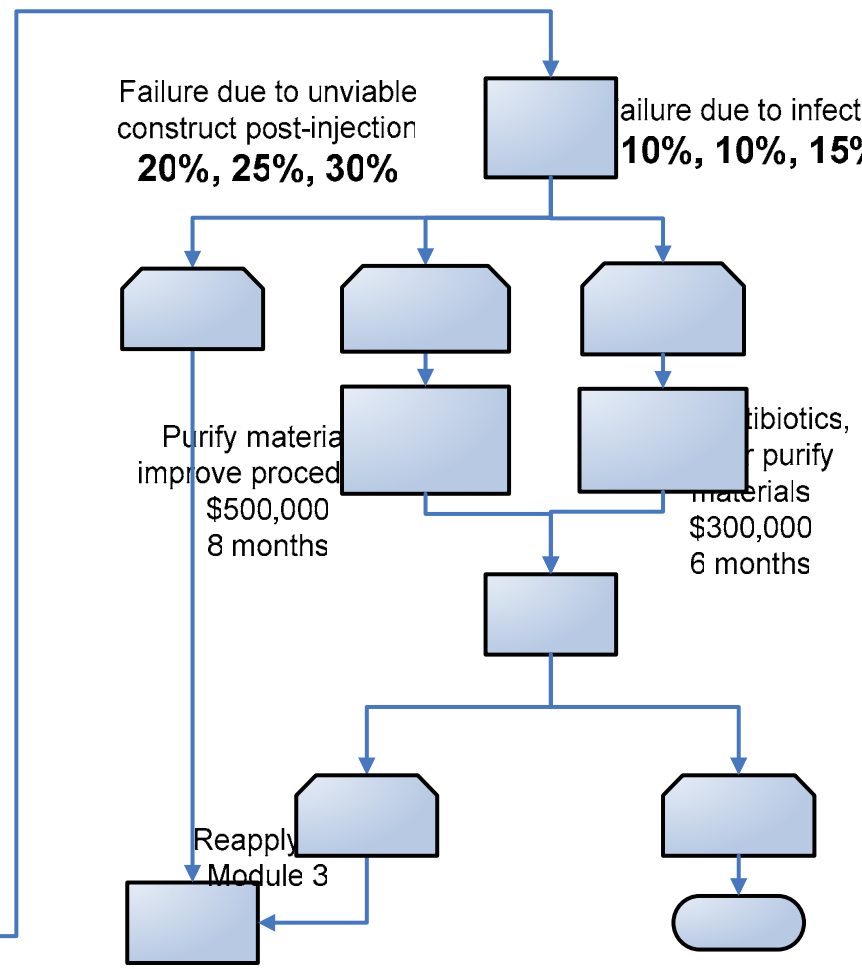 Failure due to unviable
construct post-injection
20%, 25%, 30%
ailure due to infect
10%, 10%, 15%
Purify materia
improve proced
$500,000
8 months
tibiotics,
r purify
materials
$300,000
6 months
Reapply
Module 3